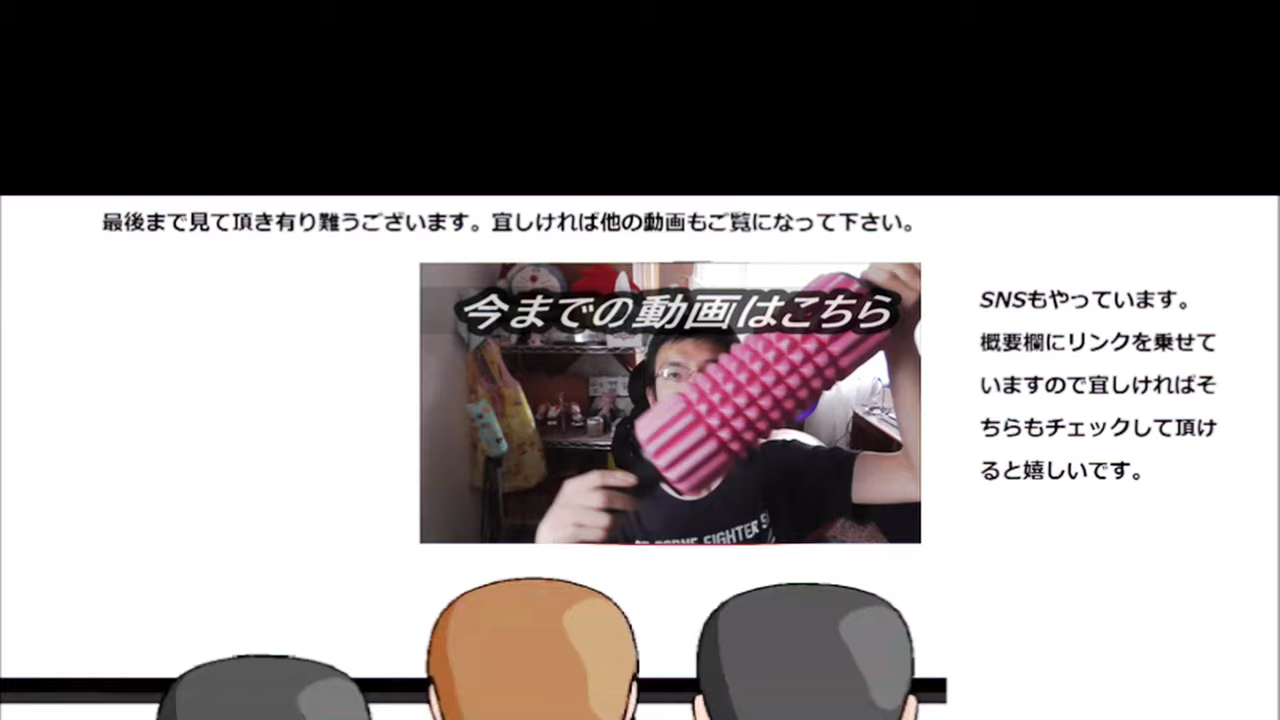 最後まで見て頂き有り難うございます。宜しければ他の動画もご覧になって下さい。
今までの動画はこちら
SNSもやっています。
概要欄にリンクを乗せて
いますので宜しければそ
ちらもチェックして頂け
ると嬉しいです。
FIGHTER